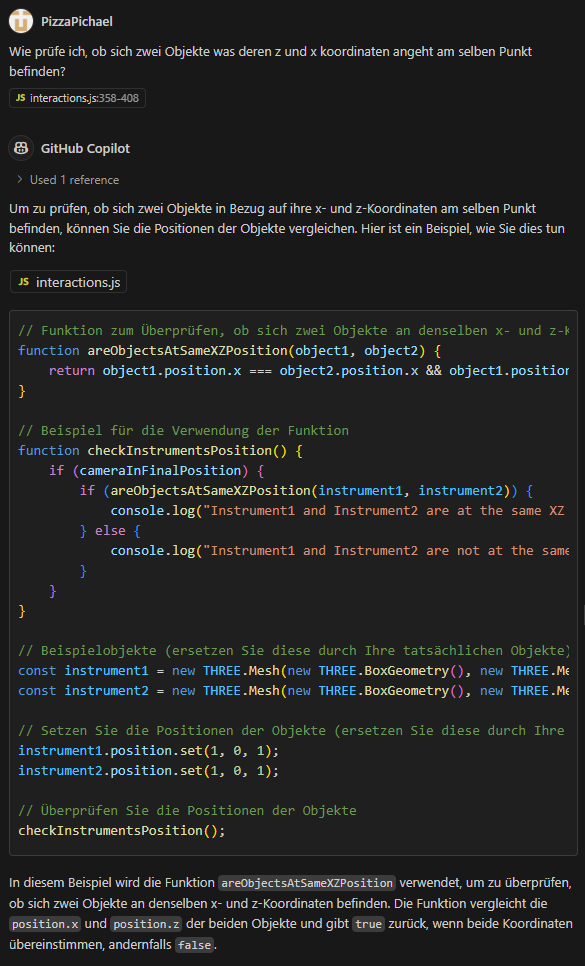 PizzaPichael
Wie prüfe ich, ob sich zwei Objekte was deren z und x koordinaten angeht am selben Punkt
befinden?
JS interactions.js:358-408
GitHub Copilot
> Used 1 reference
Um zu prüfen, ob sich zwei Objekte in Bezug auf ihre x- und z-Koordinaten am selben Punkt
befinden, können Sie die Positionen der Objekte vergleichen. Hier ist ein Beispiel, wie Sie dies tun
können:
JS interactions.js
// Funktion zum Überprüfen, ob sich zwei Objekte an denselben x- und z-K
function areObjectsAtSameXZPosition(object1, object2) {
    return object1.position.x === object2.position.x && object1.position
}
// Beispiel für die Verwendung der Funktion
function checkInstrumentsPosition() {
    if (cameraInFinalPosition) {
        if (areObjectsAtSameXZPosition(instrument1, instrument2)) {
            console.log("Instrument1 and Instrument2 are at the same XZ
        } else {
            console.log("Instrument1 and Instrument2 are not at the same
        }
    }
}
// Beispielobjekte (ersetzen Sie diese durch Ihre tatsächlichen Objekte)
const instrument1 = new THREE.Mesh(new THREE.BoxGeometry(), new THREE.Me
const instrument2 = new THREE.Mesh(new THREE.BoxGeometry(), new THREE.Me
// Setzen Sie die Positionen der Objekte (ersetzen Sie diese durch Ihre
instrument1.position.set(1, 0, 1);
instrument2.position.set(1, 0, 1);
// Überprüfen Sie die Positionen der Objekte
checkInstrumentsPosition();
In diesem Beispiel wird die Funktion areObjectsAtSameXZPosition verwendet, um zu überprüfen,
ob sich zwei Objekte an denselben x- und z-Koordinaten befinden. Die Funktion vergleicht die
position.x und position.z der beiden Objekte und gibt true zurück, wenn beide Koordinaten
übereinstimmen, andernfalls false.